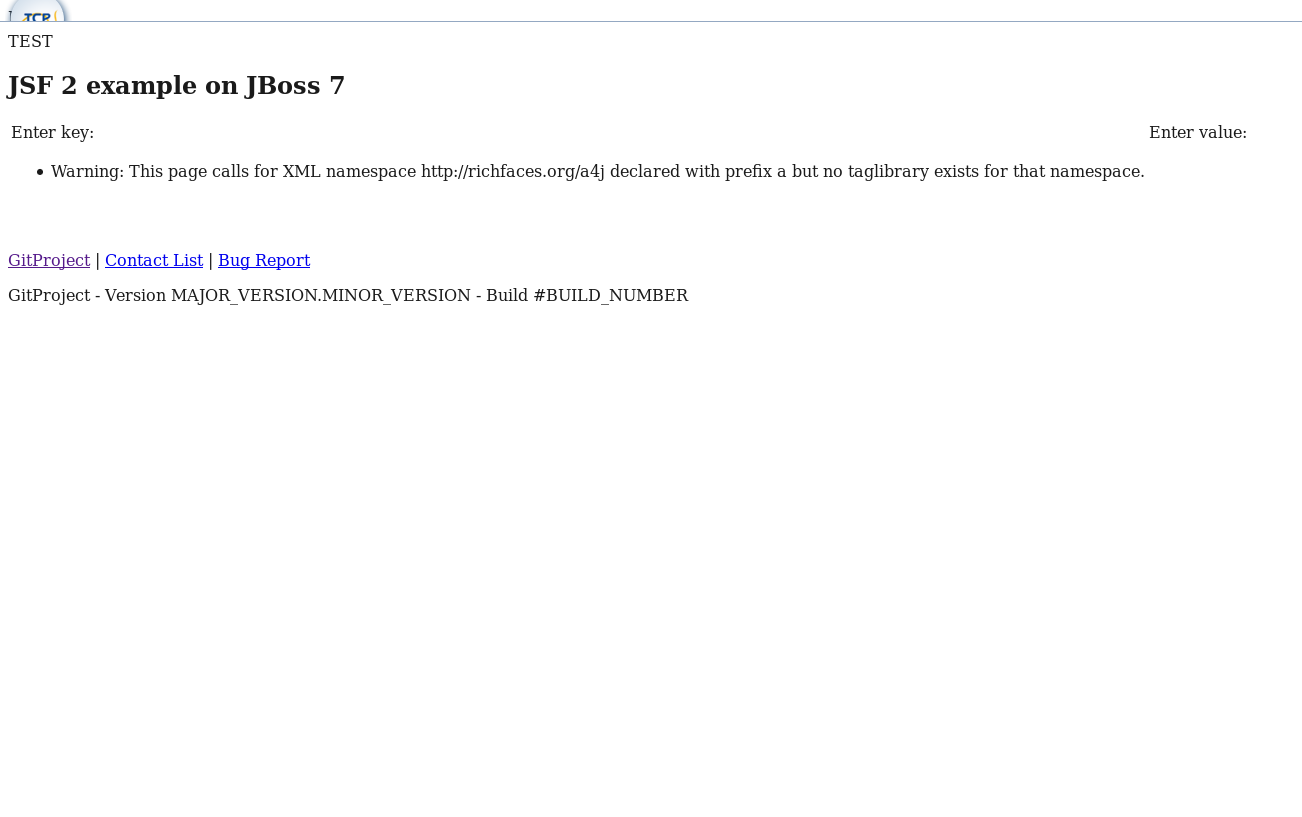 TCP
TEST
JSF 2 example on JBoss 7
Enter key: Enter value:
Warning: This page calls for XML namespace http://richfaces.org/a4j declared with prefix a but no taglibrary exists for that namespace.
GitProject | Contact List | Bug Report
GitProject - Version MAJOR_VERSION.MINOR_VERSION - Build #BUILD_NUMBER